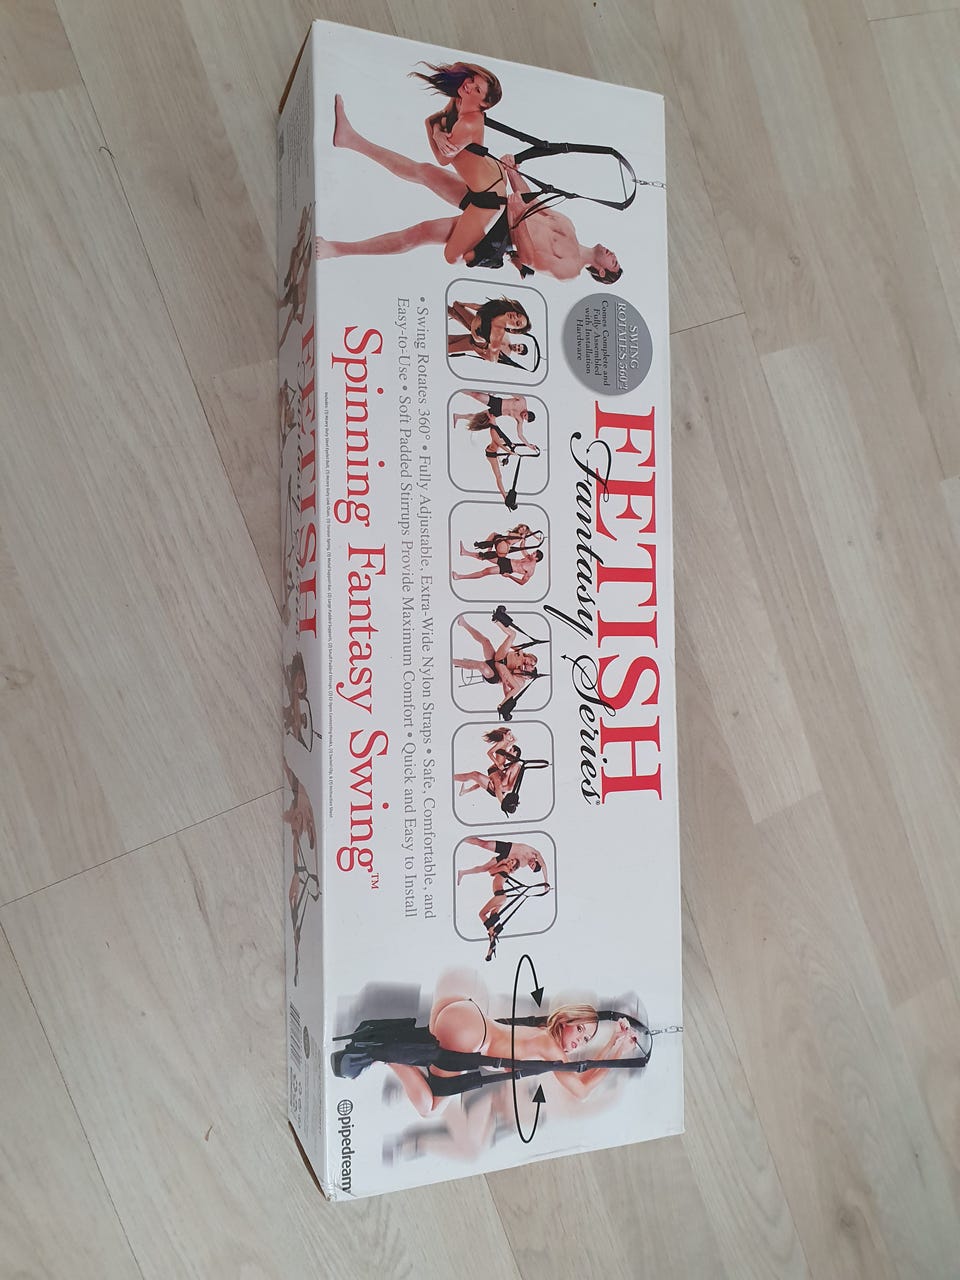 SWING
ROTATES 360°!
Comes Complete and
Fully Assembled
with Installation
Hardware
FETISH
Fantasy Series®
• Swing Rotates 360° • Fully Adjustable, Extra-Wide Nylon Straps • Safe, Comfortable, and
Easy-to-Use • Soft Padded Stirrups Provide Maximum Comfort • Quick and Easy to Install
Spinning Fantasy Swing™
pipedream
FETISH